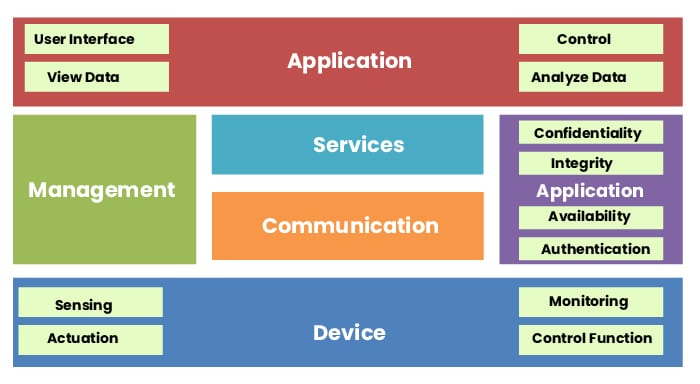 User Interface
View Data
Application
Control
Analyze Data
Management
Services
Communication
Confidentiality
Integrity
Application
Availability
Authentication
Sensing
Actuation
Device
Monitoring
Control Function